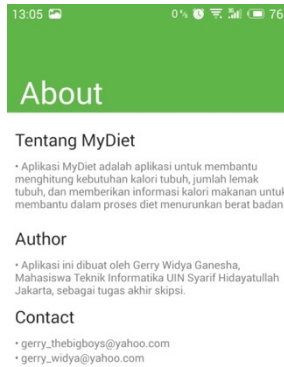 13:05 0% 76
About
Tentang MyDiet
• Aplikasi MyDiet adalah aplikasi untuk membantu
menghitung kebutuhan kalori tubuh, jumlah lemak
tubuh, dan memberikan informasi kalori makanan untuk
membantu dalam proses diet menurunkan berat badan.
Author
• Aplikasi ini dibuat oleh Gerry Widya Ganesha,
Mahasiswa Teknik Informatika UIN Syarif Hidayatullah
Jakarta, sebagai tugas akhir skipsi.
Contact
• gerry_thebigboys@yahoo.com
• gerry_widya@yahoo.com